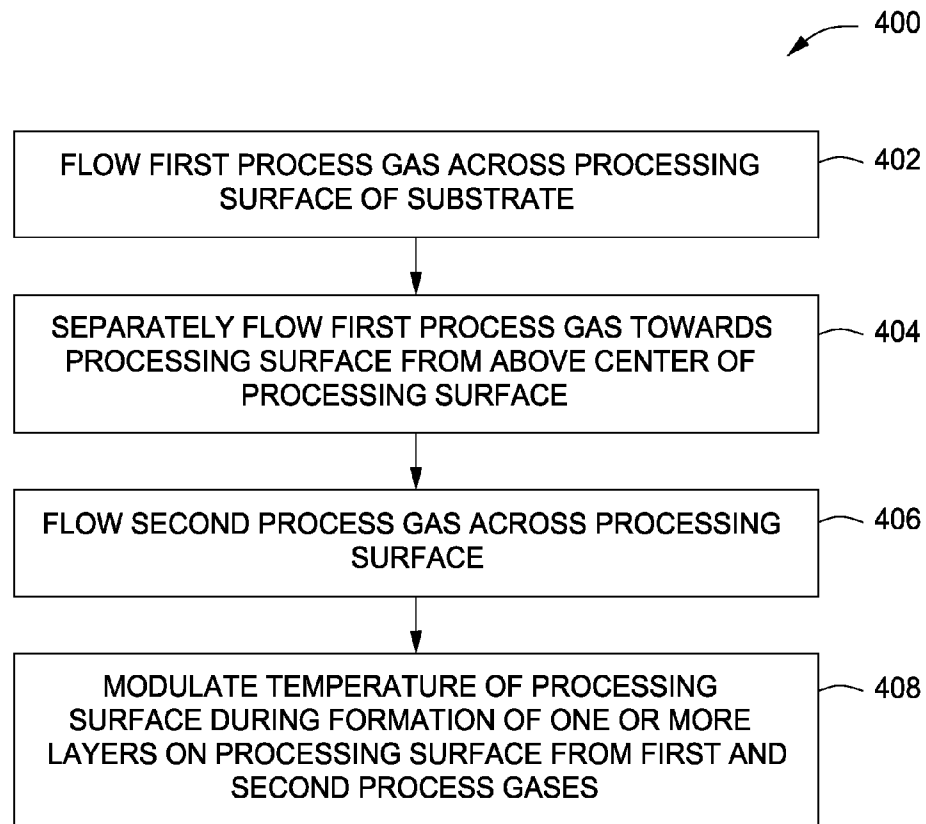 400
FLOW FIRST PROCESS GAS ACROSS PROCESSING
SURFACE OF SUBSTRATE
402
SEPARATELY FLOW FIRST PROCESS GAS TOWARDS
PROCESSING SURFACE FROM ABOVE CENTER OF
PROCESSING SURFACE
404
FLOW SECOND PROCESS GAS ACROSS PROCESSING
SURFACE
406
MODULATE TEMPERATURE OF PROCESSING
SURFACE DURING FORMATION OF ONE OR MORE
LAYERS ON PROCESSING SURFACE FROM FIRST AND
SECOND PROCESS GASES
408